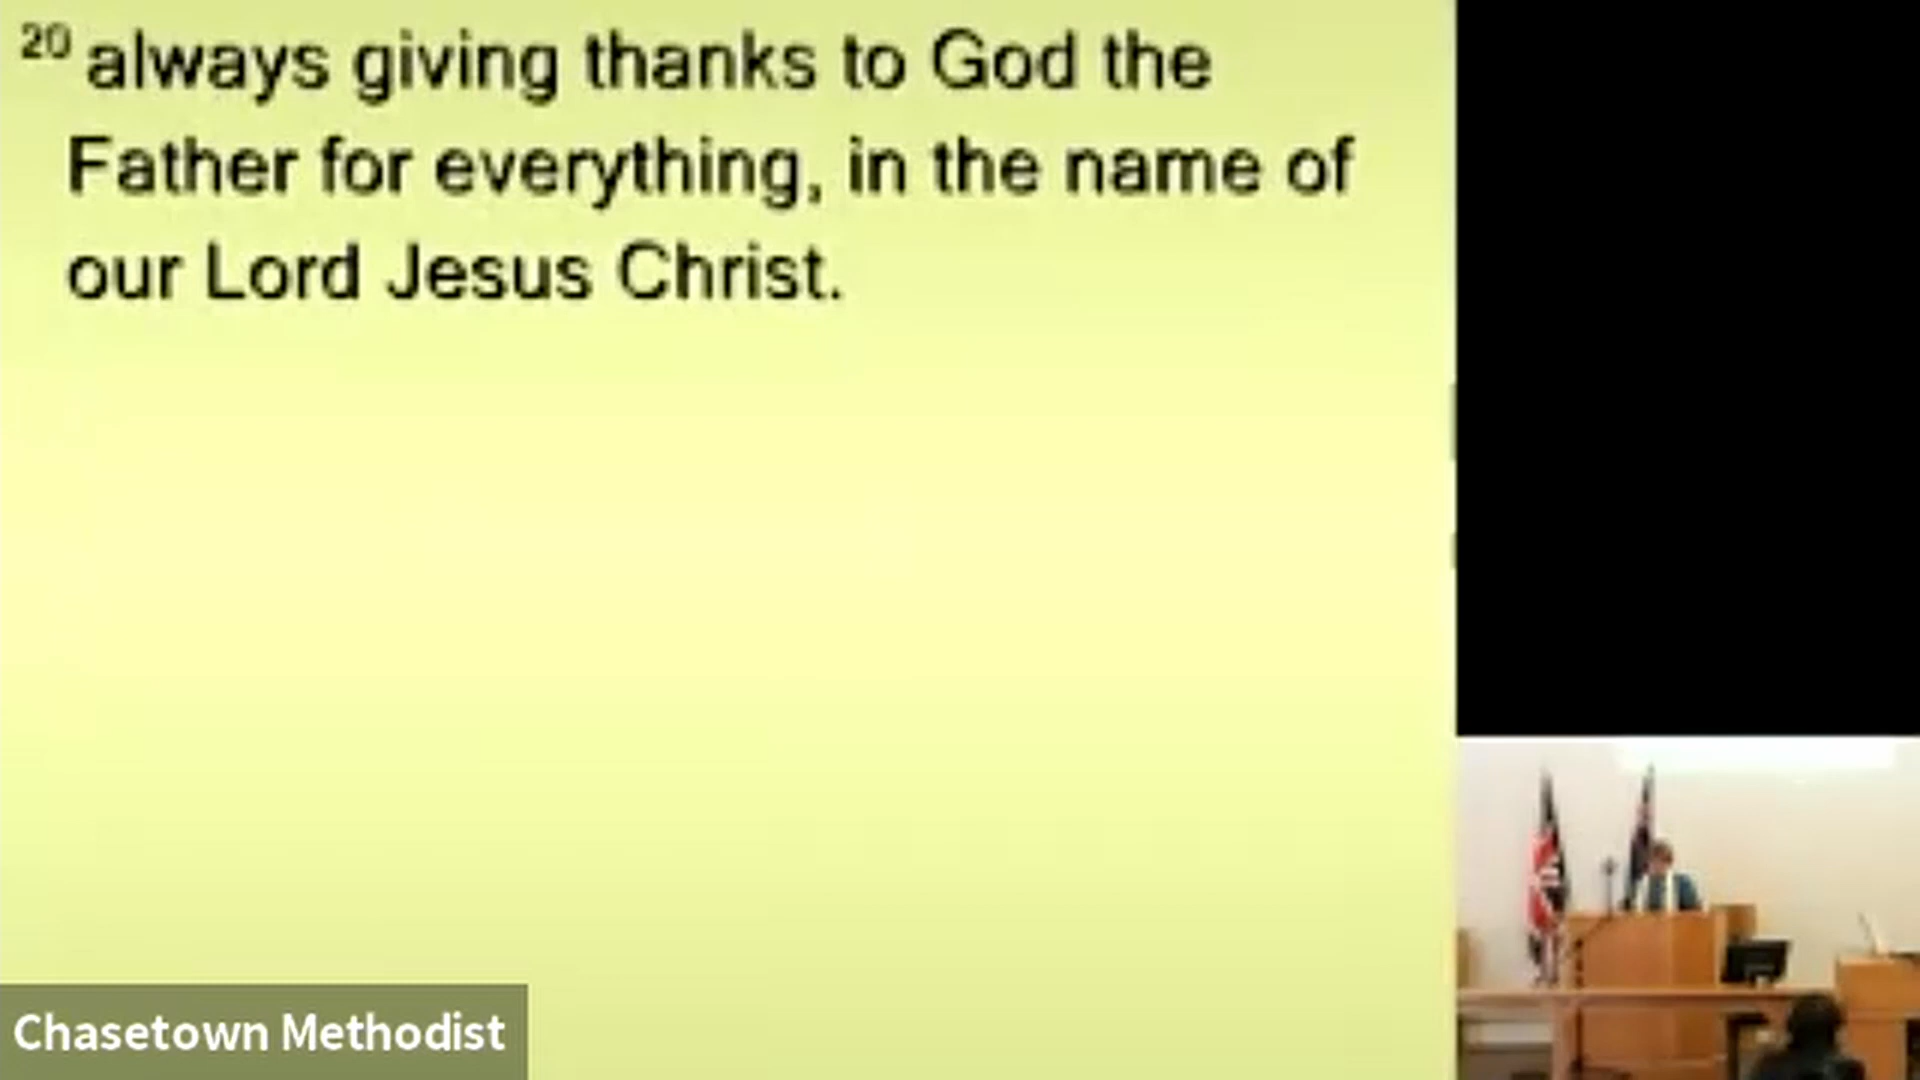 20 always giving thanks to God the
Father for everything, in the name of
our Lord Jesus Christ.
Chasetown Methodist